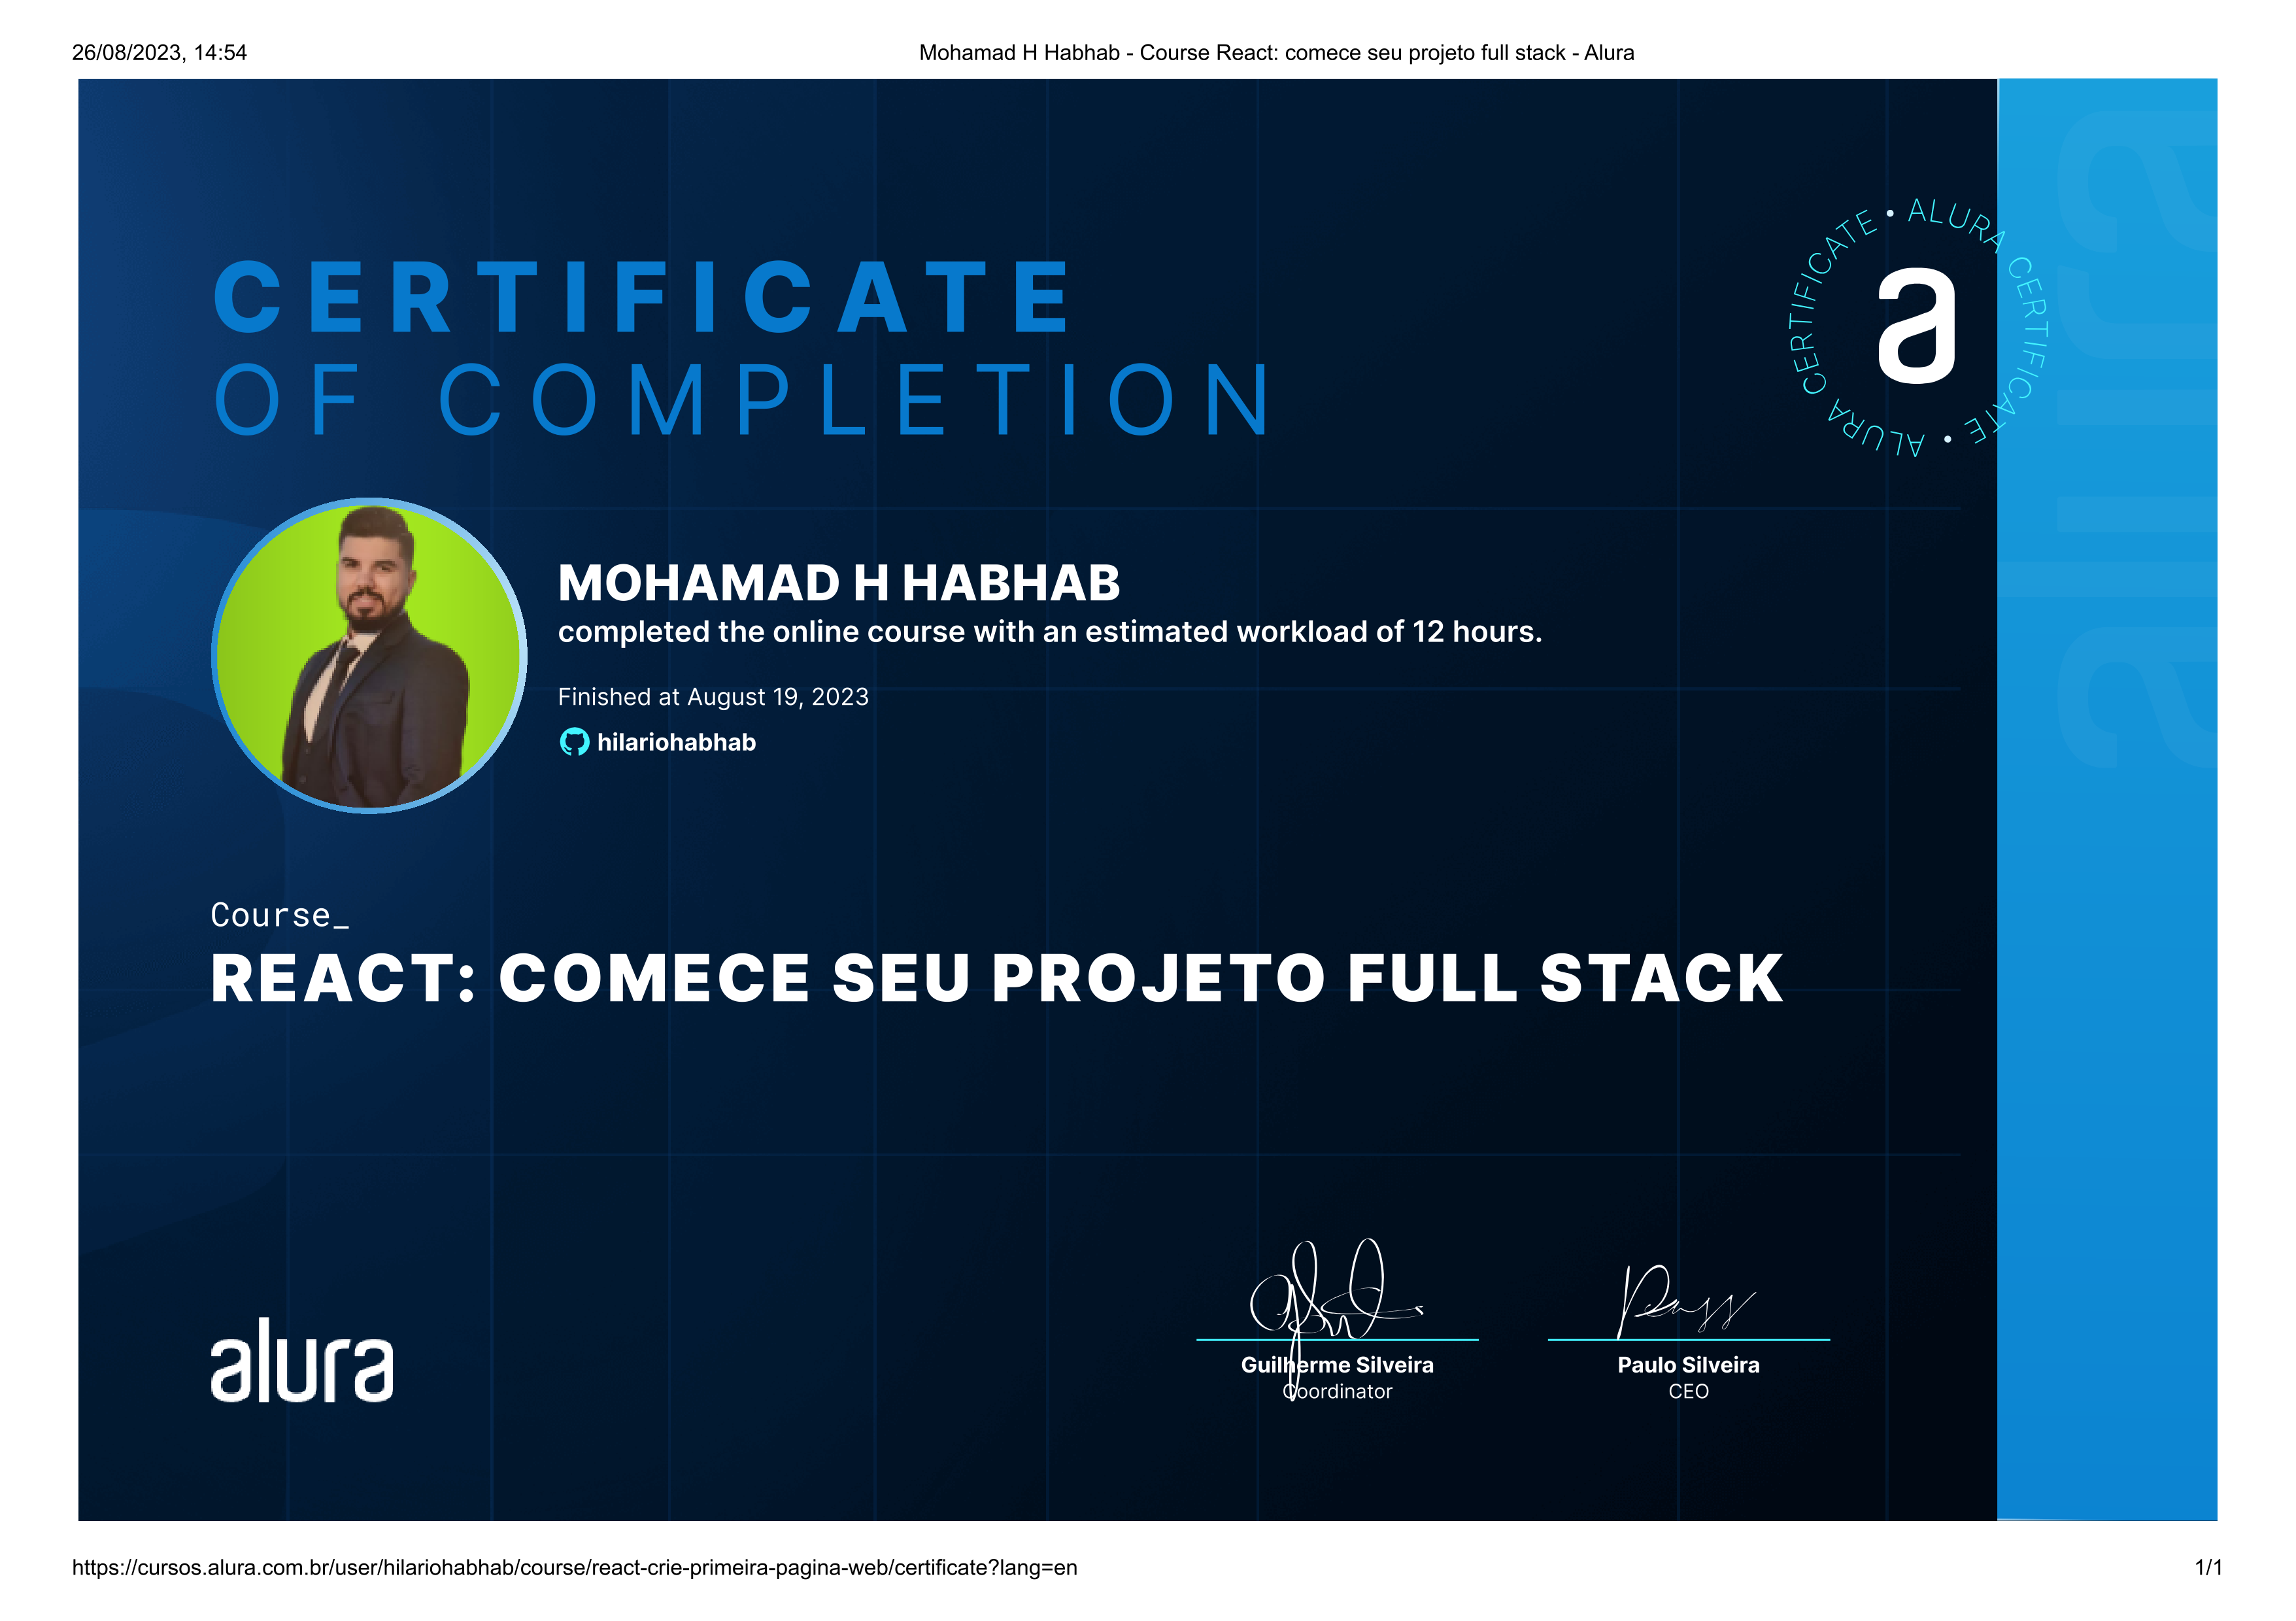 26/08/2023, 14:54
Mohamad H Habhab - Course React: comece seu projeto full stack - Alura
CERTIFICATE
OF COMPLETION
ALURA CERTIFICATE • ALURA CERTIFICATE •
a
alura
MOHAMAD H HABHAB
completed the online course with an estimated workload of 12 hours.
Finished at August 19, 2023
hilariohabhab
Course_
REACT: COMECE SEU PROJETO FULL STACK
alura
Guilherme Silveira
Coordinator
Paulo Silveira
CEO
https://cursos.alura.com.br/user/hilariohabhab/course/react-crie-primeira-pagina-web/certificate?lang=en
1/1